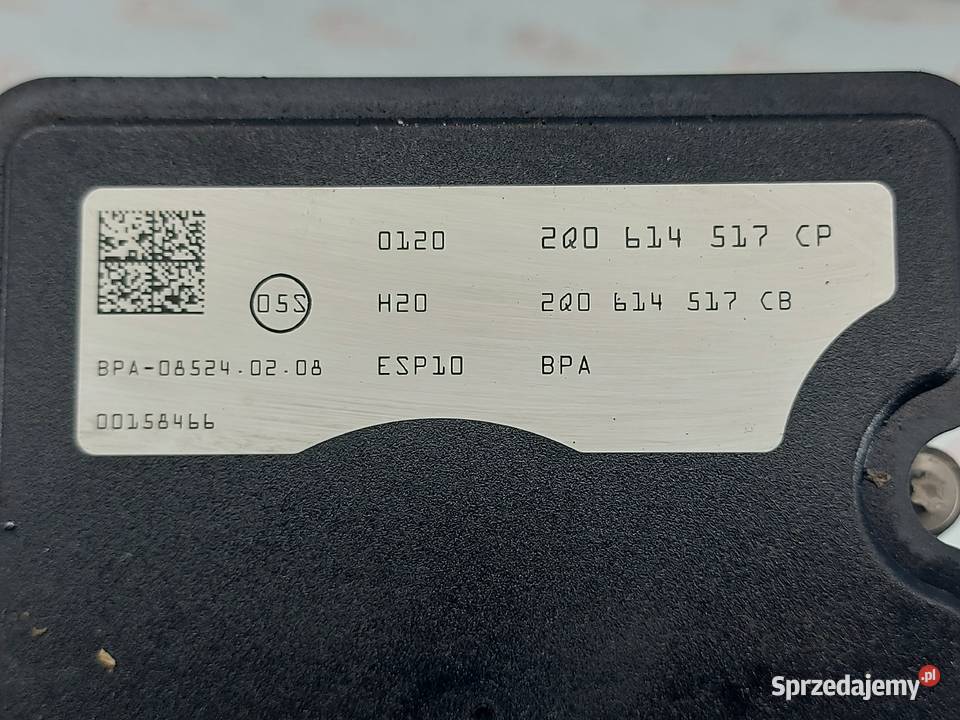 0120 2Q0 614 517 CP
05S H20 2Q0 614 517 CB
BPA-08524.02.08 ESP10 BPA
00158466
Sprzedajemy.pl